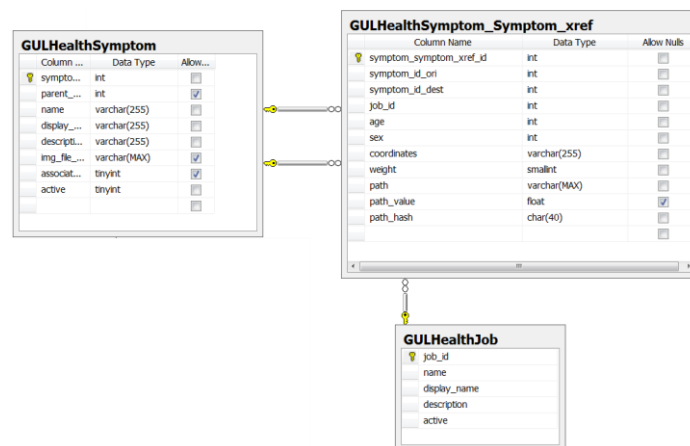 GULHealthSymptom
Column ... Data Type Allow...
sympto... int
parent_... int
name varchar(255)
display_... varchar(255)
descripti... varchar(255)
img_file_... varchar(MAX)
associat... tinyint
active tinyint
GULHealthSymptom_Symptom_xref
Column Name Data Type Allow Nulls
symptom_symptom_xref_id int
symptom_id_ori int
symptom_id_dest int
job_id int
age int
sex int
coordinates varchar(255)
weight smallint
path varchar(MAX)
path_value float
path_hash char(40)
GULHealthJob
job_id
name
display_name
description
active